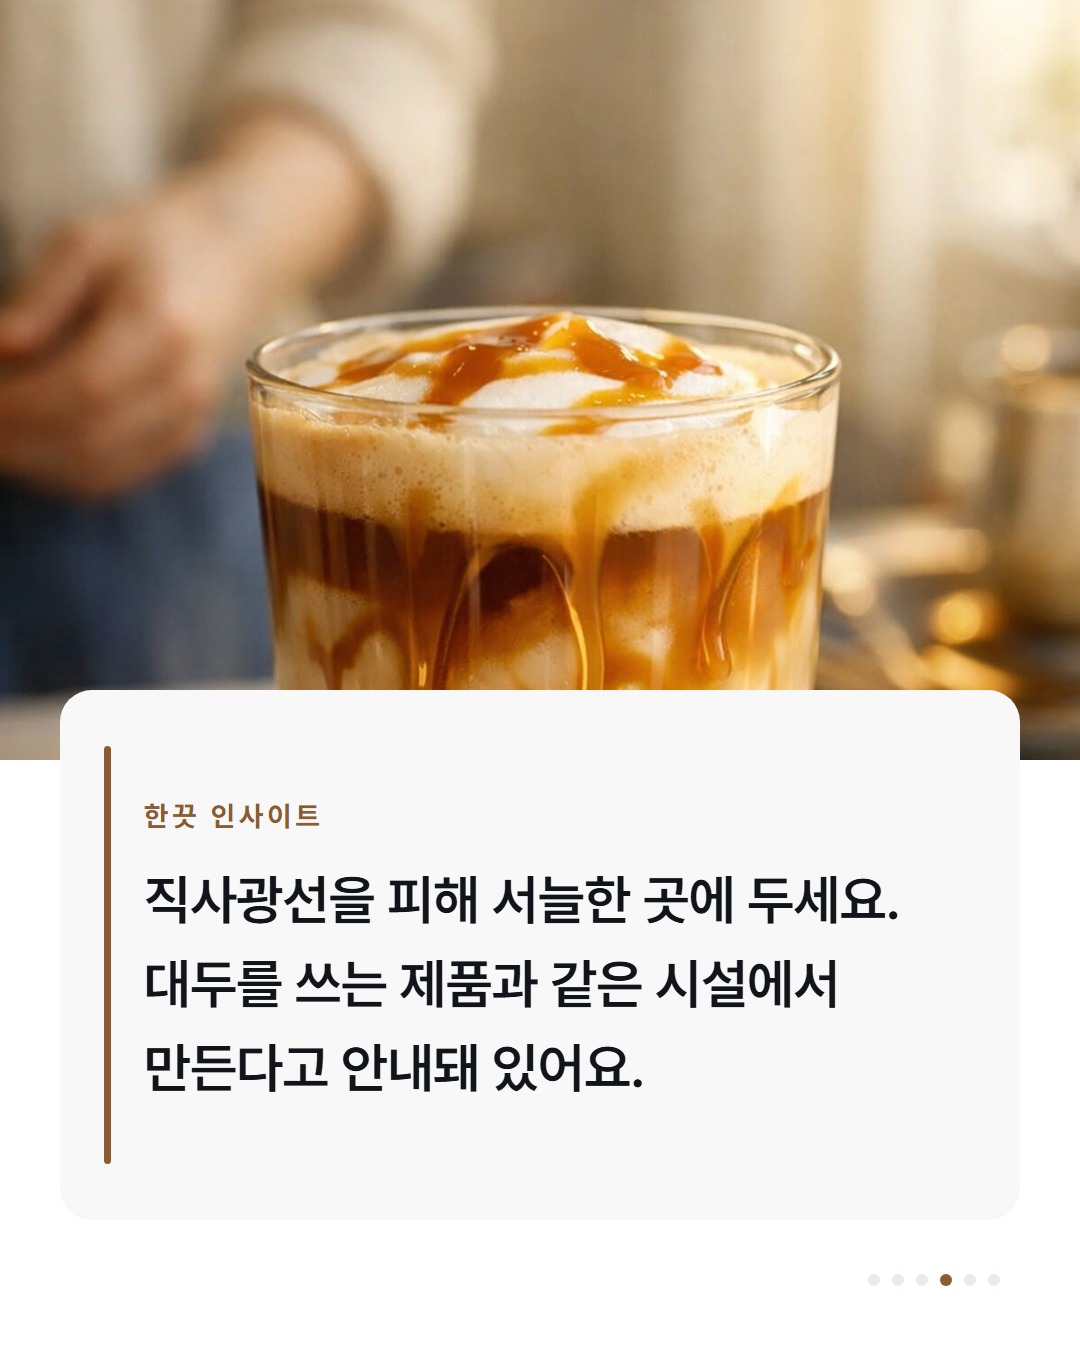 한끗 인사이트
직사광선을 피해 서늘한 곳에 두세요.
대두를 쓰는 제품과 같은 시설에서
만든다고 안내돼 있어요.